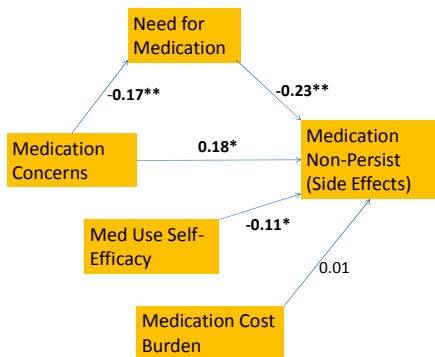 Need for
Medication
-0.17**
-0.23**
Medication
Concerns
0.18*
Medication
Non-Persist
(Side Effects)
Med Use Self-
Efficacy
-0.11*
0.01
Medication Cost
Burden